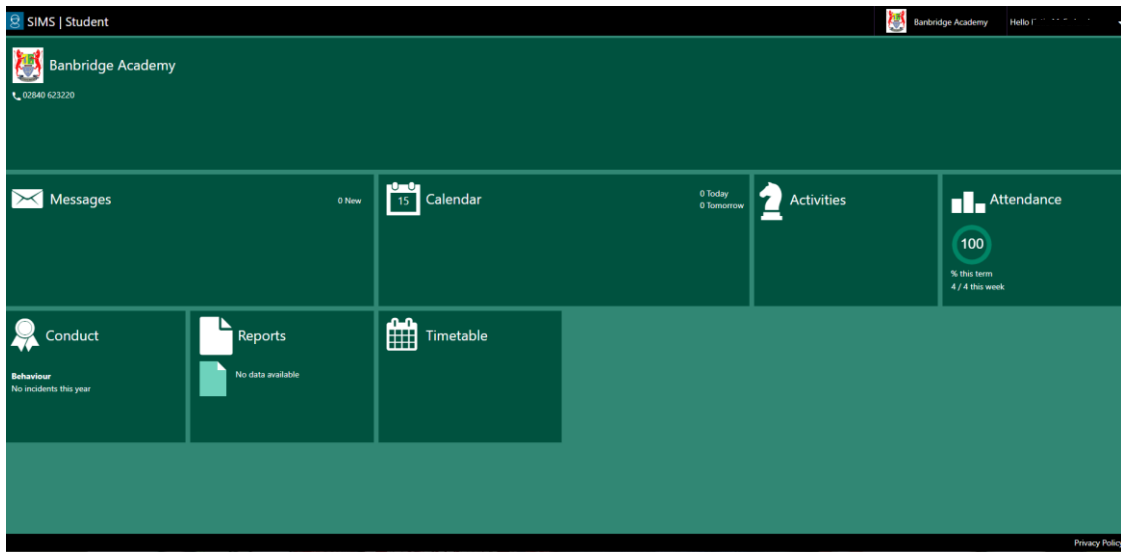 SIMS | Student
Banbridge Academy
Hello
Banbridge Academy
02840 623220
Messages
0 New
15
Calendar
0 Today
0 Tomorrow
Activities
Attendance
100
% this term
4 / 4 this week
Conduct
Behaviour
No incidents this year
Reports
No data available
Timetable
Privacy Policy